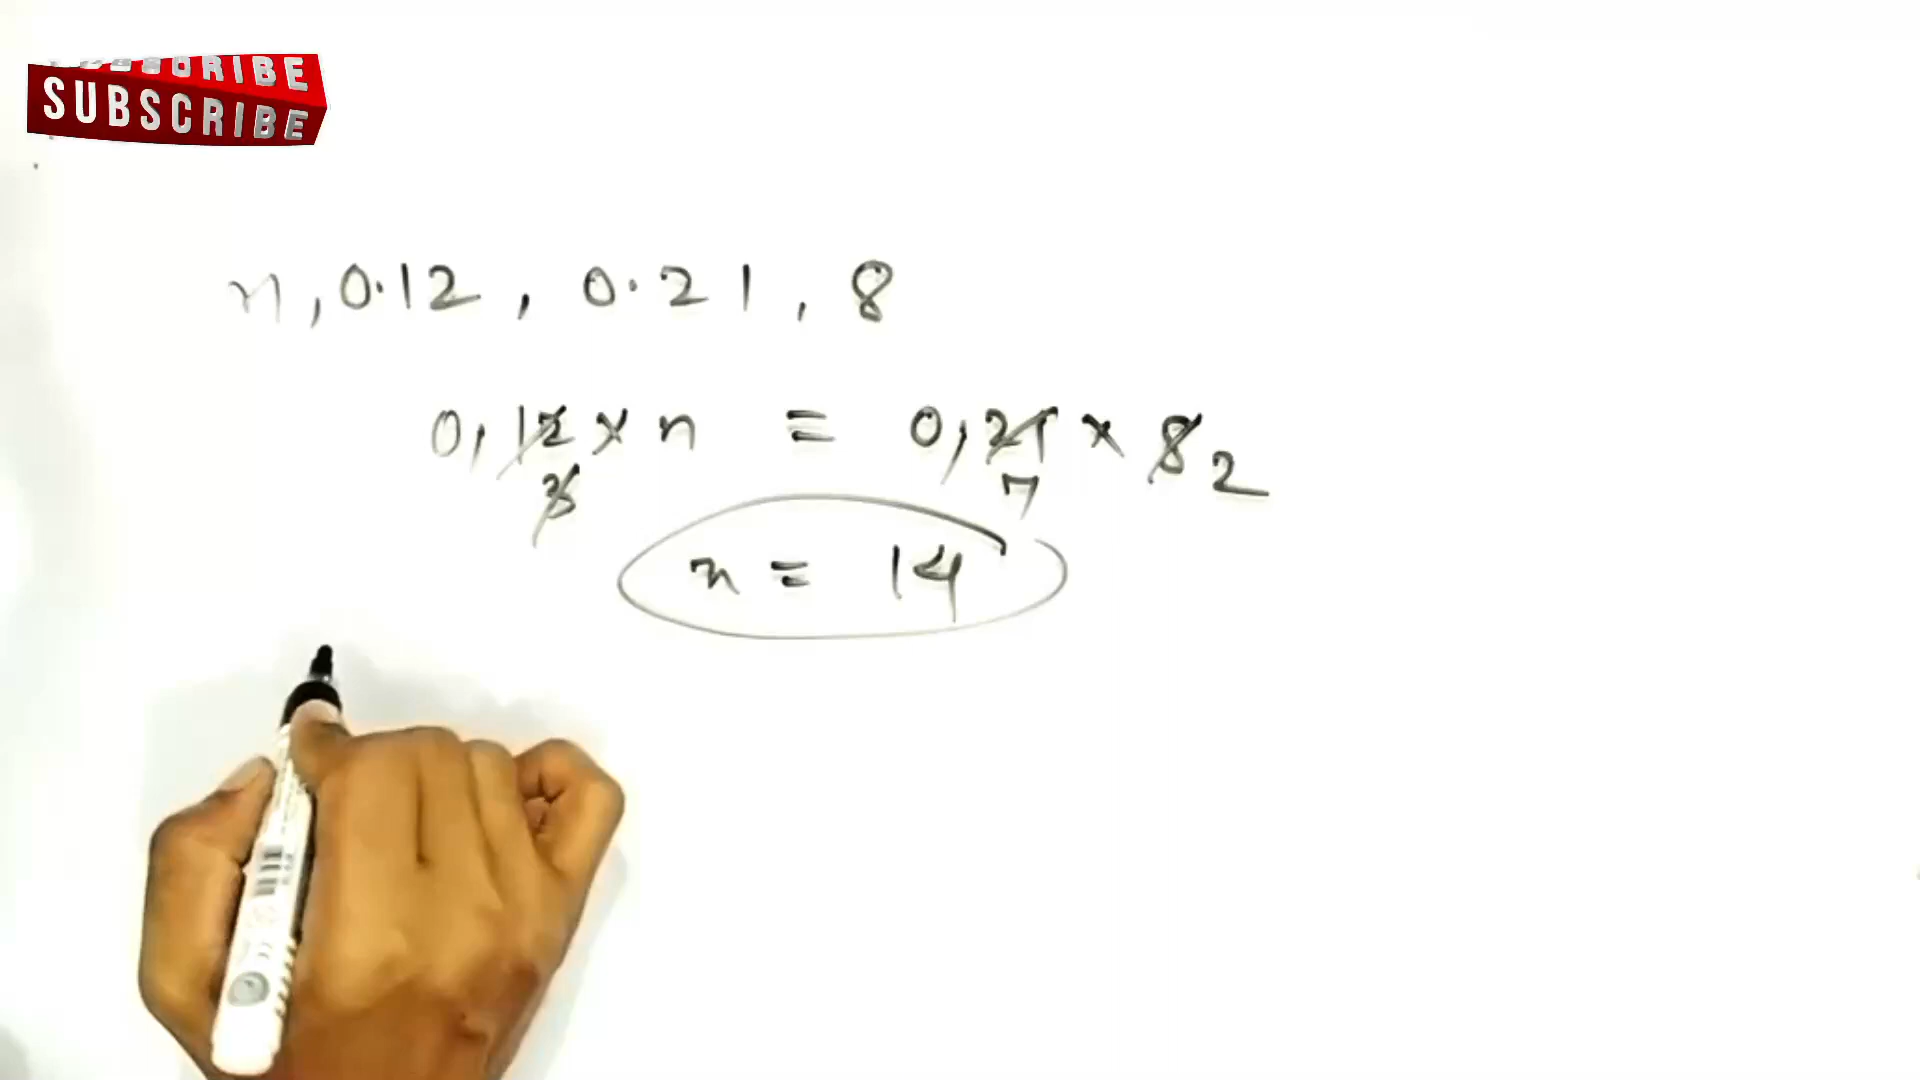 SUBSCRIBE
SUBSCRIBE
n, 0.12, 0.21, 8
0,12 × n = 0,21 × 8 2
3 7
n = 14